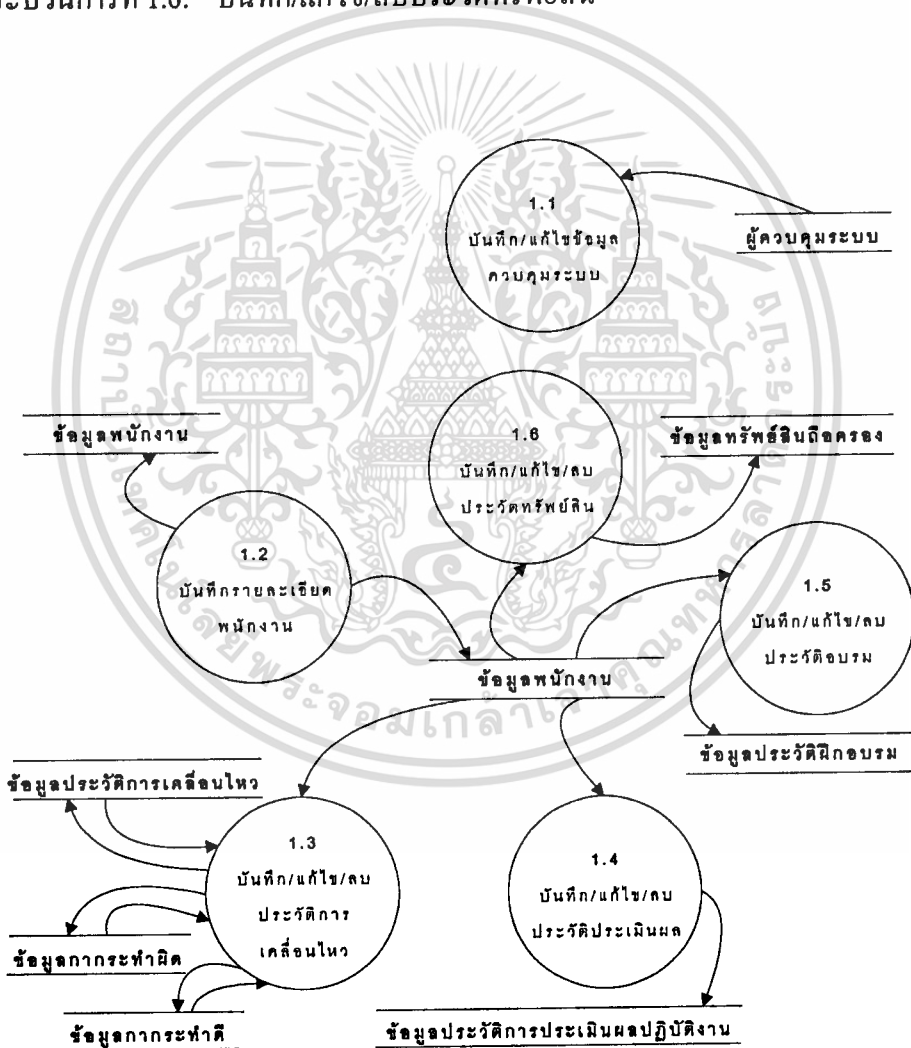 1.1
บันทึก/แก้ไขข้อมูล
ควบคุมระบบ
ผู้ควบคุมระบบ
ข้อมูลพนักงาน
1.6
บันทึก/แก้ไข/ลบ
ประวัตทรัพย์สิน
ข้อมูลทรัพย์สินถือครอง
1.2
บันทึกรายละเอียด
พนักงาน
1.5
บันทึก/แก้ไข/ลบ
ประวัติอบรม
ข้อมูลพนักงาน
ข้อมูลประวัติฝึกอบรม
ข้อมูลประวัติการเคลื่อนไหว
1.3
บันทึก/แก้ไข/ลบ
ประวัติการ
เคลื่อนไหว
1.4
บันทึก/แก้ไข/ลบ
ประวัติประเมินผล
ข้อมูลกากระทำผิด
ข้อมูลกากระทำดี
ข้อมูลประวัติการประเมินผลปฏิบัติงาน